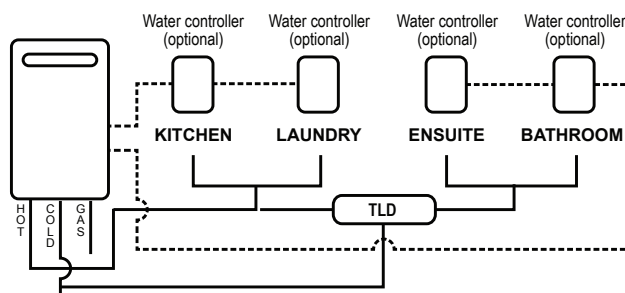 Water controller
(optional)
Water controller
(optional)
Water controller
(optional)
Water controller
(optional)
KITCHEN
LAUNDRY
ENSUITE
BATHROOM
HOT
COLD
GAS
TLD